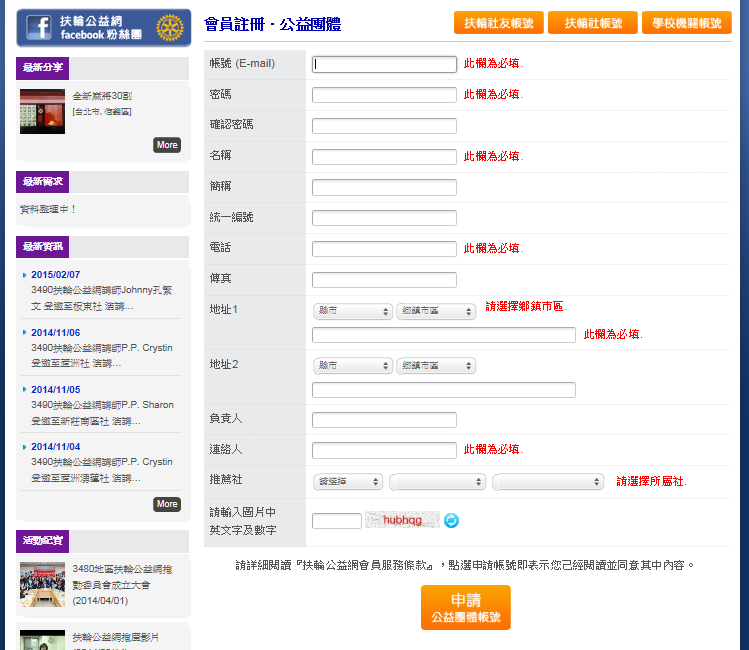 扶輪公益網
facebook 粉絲團
最新分享
全新麻將30副
[台北市, 信義區]
More
最新需求
資料整理中！
最新資訊
2015/02/07
3490扶輪公益網講師Johnny孔繁
文 受邀至板東社 演講...
2014/11/06
3490扶輪公益網講師P.P. Crystin
受邀至蘆洲社 演講...
2014/11/05
3490扶輪公益網講師P.P. Sharon
受邀至新莊南區社 演講...
2014/11/04
3490扶輪公益網講師P.P. Crystin
受邀至蘆洲湧蓮社 演講...
More
活動紀實
3480地區扶輪公益網推
動委員會成立大會
(2014/04/01)
扶輪公益網推廣影片
會員註冊‧公益團體
扶輪社友帳號
扶輪社帳號
學校機關帳號
帳號 (E-mail)
此欄為必填.
密碼
此欄為必填.
確認密碼
名稱
此欄為必填.
簡稱
統一編號
電話
此欄為必填.
傳真
地址1
縣市
鄉鎮市區
請選擇鄉鎮市區.
此欄為必填.
地址2
縣市
鄉鎮市區
負責人
連絡人
此欄為必填.
推薦社
請選擇
請選擇所屬社.
請輸入圖片中
英文字及數字
hubhqg
請詳細閱讀『扶輪公益網會員服務條款』，點選申請帳號即表示您已經閱讀並同意其中內容。
申請
公益團體帳號